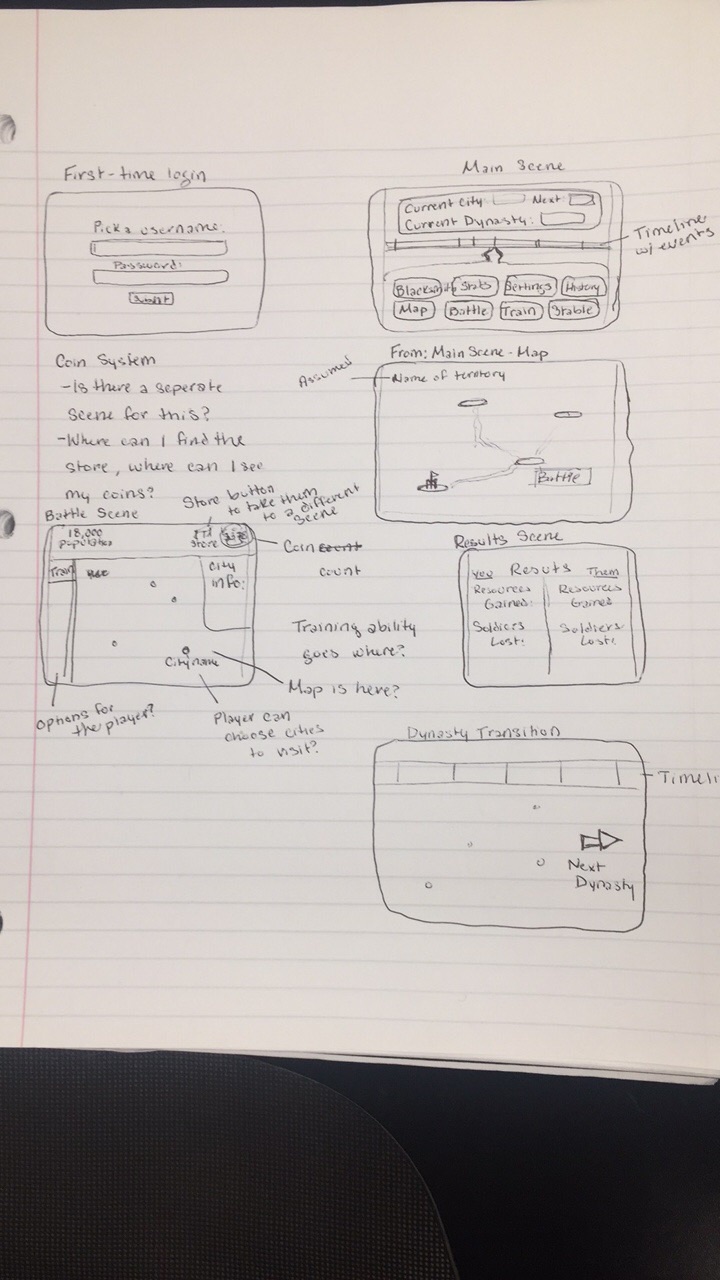 First-time login
Pick a username:
Password:
Submit
Main Scene
Current City
Next
Current Dynasty:
Timeline
w/ events
Blacksmith
Stats
Settings
History
Map
Battle
Train
Stable
Coin System
-Is there a seperate
scene for this?
-Where can I find the
store, where can I see
my coins?
From: Main Scene - Map
Assumed
Name of territory
Battle
Battle Scene
Store button
to take them
to a different
scene
18,000
Population
Store
Coin count
count
Train
City
info:
City name
Training ability
goes where?
Map is here?
Options for
the player?
Player can
choose cities
to visit?
Results Scene
You Resuts Them
Resources
Gained:
Soldiers
Lost:
Resources
Gained
Soldiers
Lost:
Dynasty Transition
Timeli
Next
Dynasty